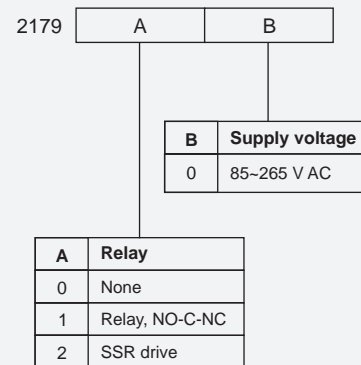 2179 A B
B Supply voltage
0 85~265 V AC
A Relay
0 None
1 Relay, NO-C-NC
2 SSR drive